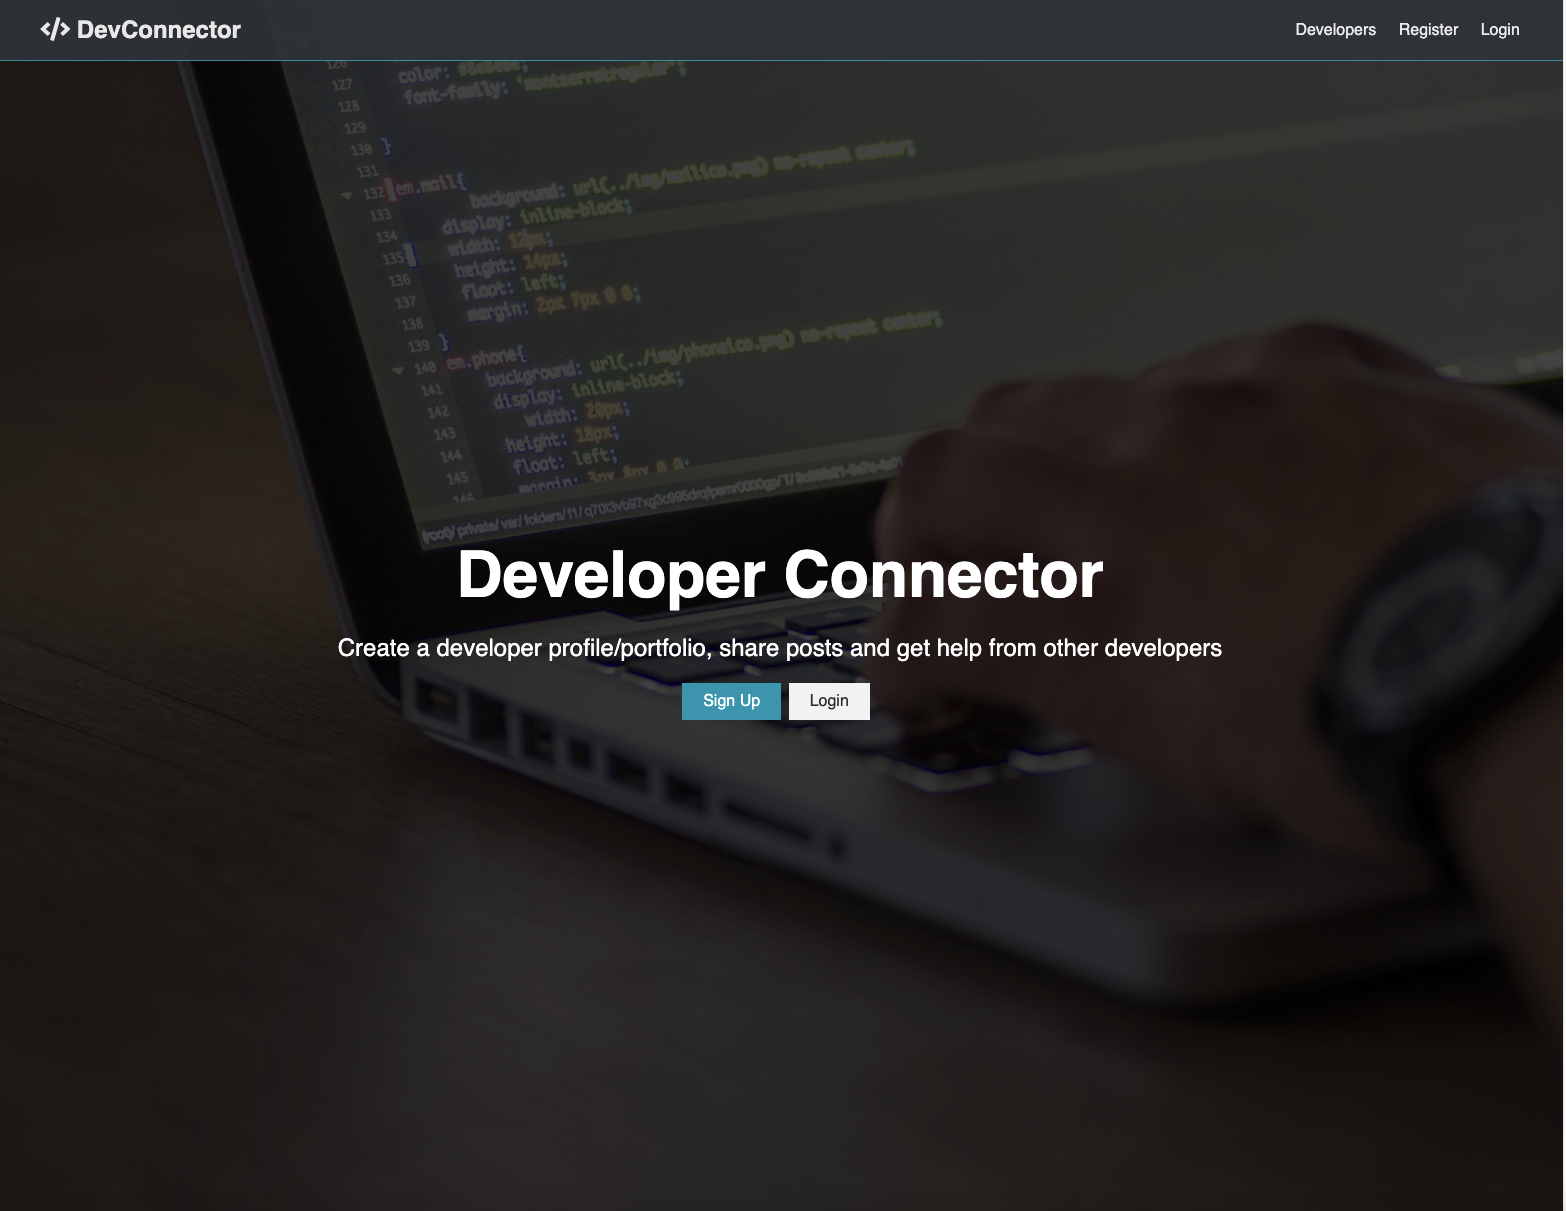 DevConnector
Developers Register Login
126
color:
127
font-family: 'montserratregular';
128
129
130 }
131
132 em.mail{
133 background: url(../img/mailico.png) no-repeat center;
134 display: inline-block;
135 width: 12px;
136 height: 14px;
137 float: left;
138 margin: 2px 7px 0 0;
139 }
140 em.phone{
141 background: url(../img/phoneico.png) no-repeat center;
142 display: inline-block;
143 width: 20px;
144 height: 18px;
145 float: left;
146 margin: 3px 8px 0 0;
(root)/private/var/folders/
Developer Connector
Create a developer profile/portfolio, share posts and get help from other developers
Sign Up Login